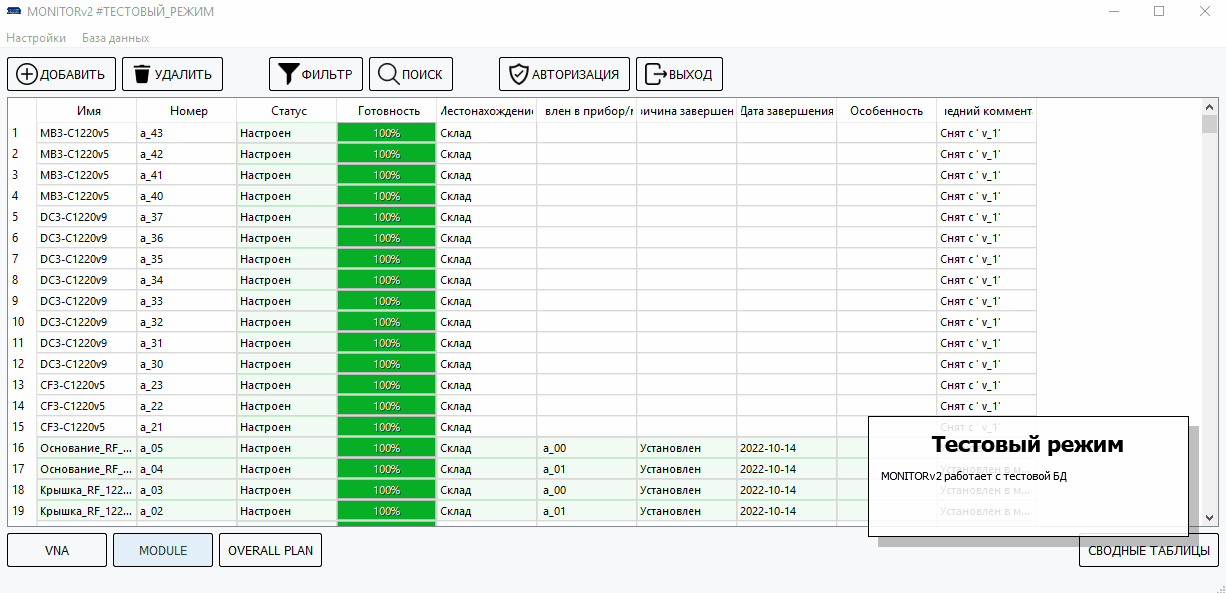 MONITORv2 #ТЕСТОВЫЙ_РЕЖИМ
Настройки База данных
ДОБАВИТЬ УДАЛИТЬ ФИЛЬТР ПОИСК АВТОРИЗАЦИЯ ВЫХОД
Имя Номер Статус Готовность Лестонахождение влен в прибор/ ричина завершен Дата завершения Особенность едний коммент
1 MB3-C1220v5 a_43 Настроен 100% Склад Снят с ' v_1'
2 MB3-C1220v5 a_42 Настроен 100% Склад Снят с ' v_1'
3 MB3-C1220v5 a_41 Настроен 100% Склад Снят с ' v_1'
4 MB3-C1220v5 a_40 Настроен 100% Склад Снят с ' v_1'
5 DC3-C1220v9 a_37 Настроен 100% Склад Снят с ' v_1'
6 DC3-C1220v9 a_36 Настроен 100% Склад Снят с ' v_1'
7 DC3-C1220v9 a_35 Настроен 100% Склад Снят с ' v_1'
8 DC3-C1220v9 a_34 Настроен 100% Склад Снят с ' v_1'
9 DC3-C1220v9 a_33 Настроен 100% Склад Снят с ' v_1'
10 DC3-C1220v9 a_32 Настроен 100% Склад Снят с ' v_1'
11 DC3-C1220v9 a_31 Настроен 100% Склад Снят с ' v_1'
12 DC3-C1220v9 a_30 Настроен 100% Склад Снят с ' v_1'
13 CF3-C1220v5 a_23 Настроен 100% Склад Снят с ' v_1'
14 CF3-C1220v5 a_22 Настроен 100% Склад Снят с ' v_1'
15 CF3-C1220v5 a_21 Настроен 100% Склад Снят с ' v_1'
16 Основание_RF_... a_05 Настроен 100% Склад a_00 Установлен 2022-10-14
17 Основание_RF_... a_04 Настроен 100% Склад a_01 Установлен 2022-10-14 Установлен в м...
18 Крышка_RF_122... a_03 Настроен 100% Склад a_00 Установлен 2022-10-14 Установлен в м...
19 Крышка_RF_122... a_02 Настроен 100% Склад a_01 Установлен 2022-10-14 Установлен в м...
Тестовый режим
MONITORv2 работает с тестовой БД
VNA MODULE OVERALL PLAN СВОДНЫЕ ТАБЛИЦЫ